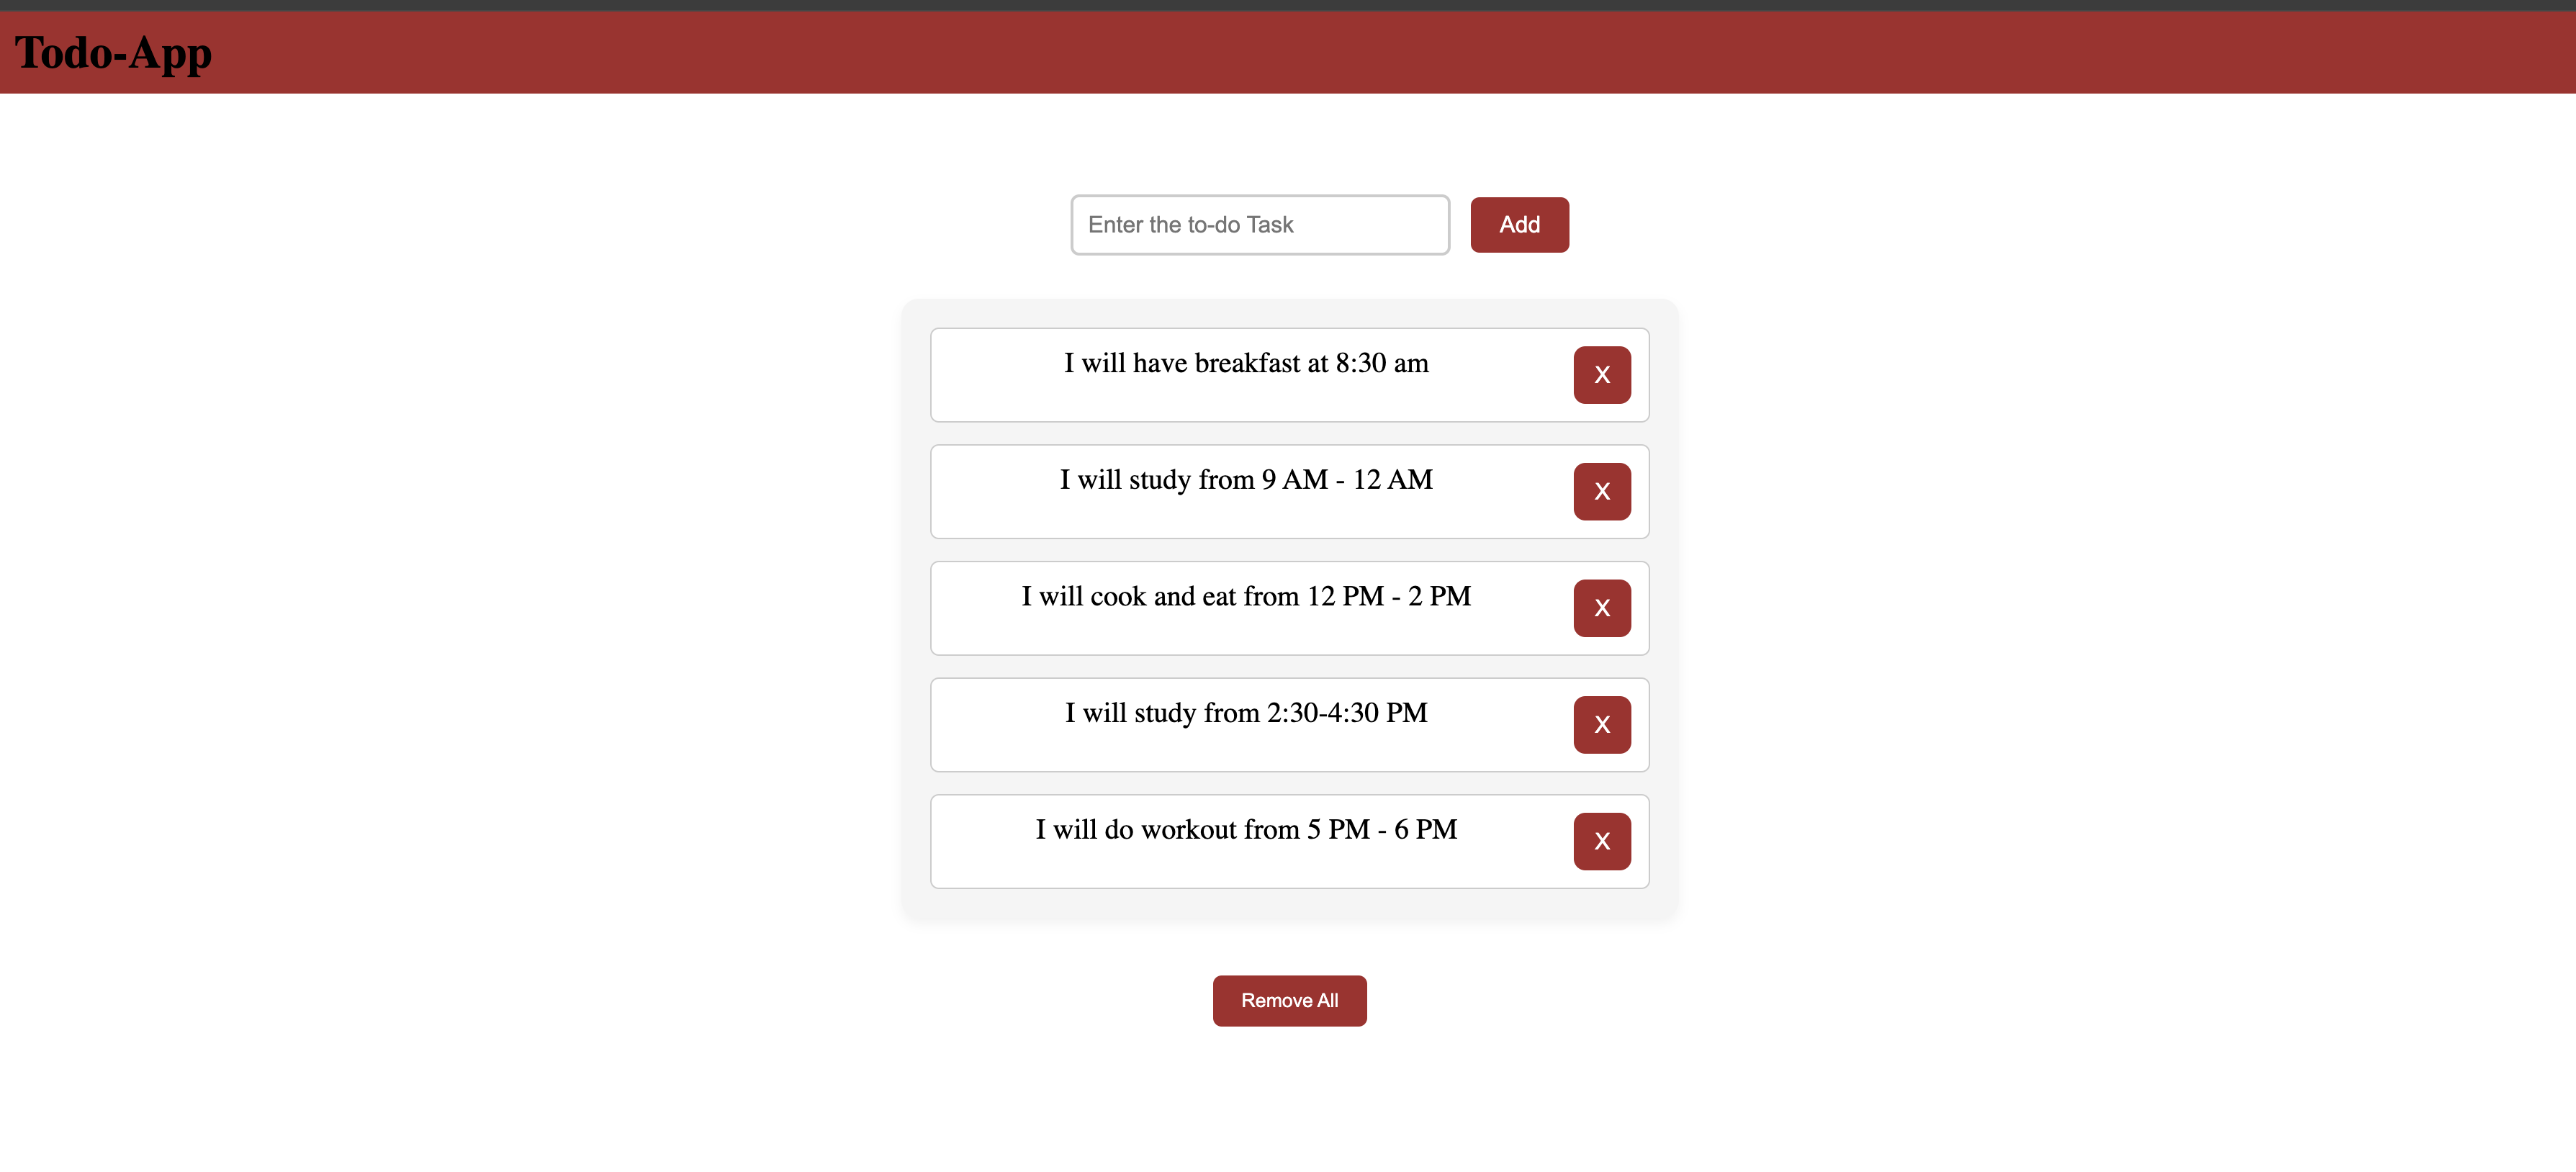 Todo-App
Enter the to-do Task
Add
I will have breakfast at 8:30 am
X
I will study from 9 AM - 12 AM
X
I will cook and eat from 12 PM - 2 PM
X
I will study from 2:30-4:30 PM
X
I will do workout from 5 PM - 6 PM
X
Remove All